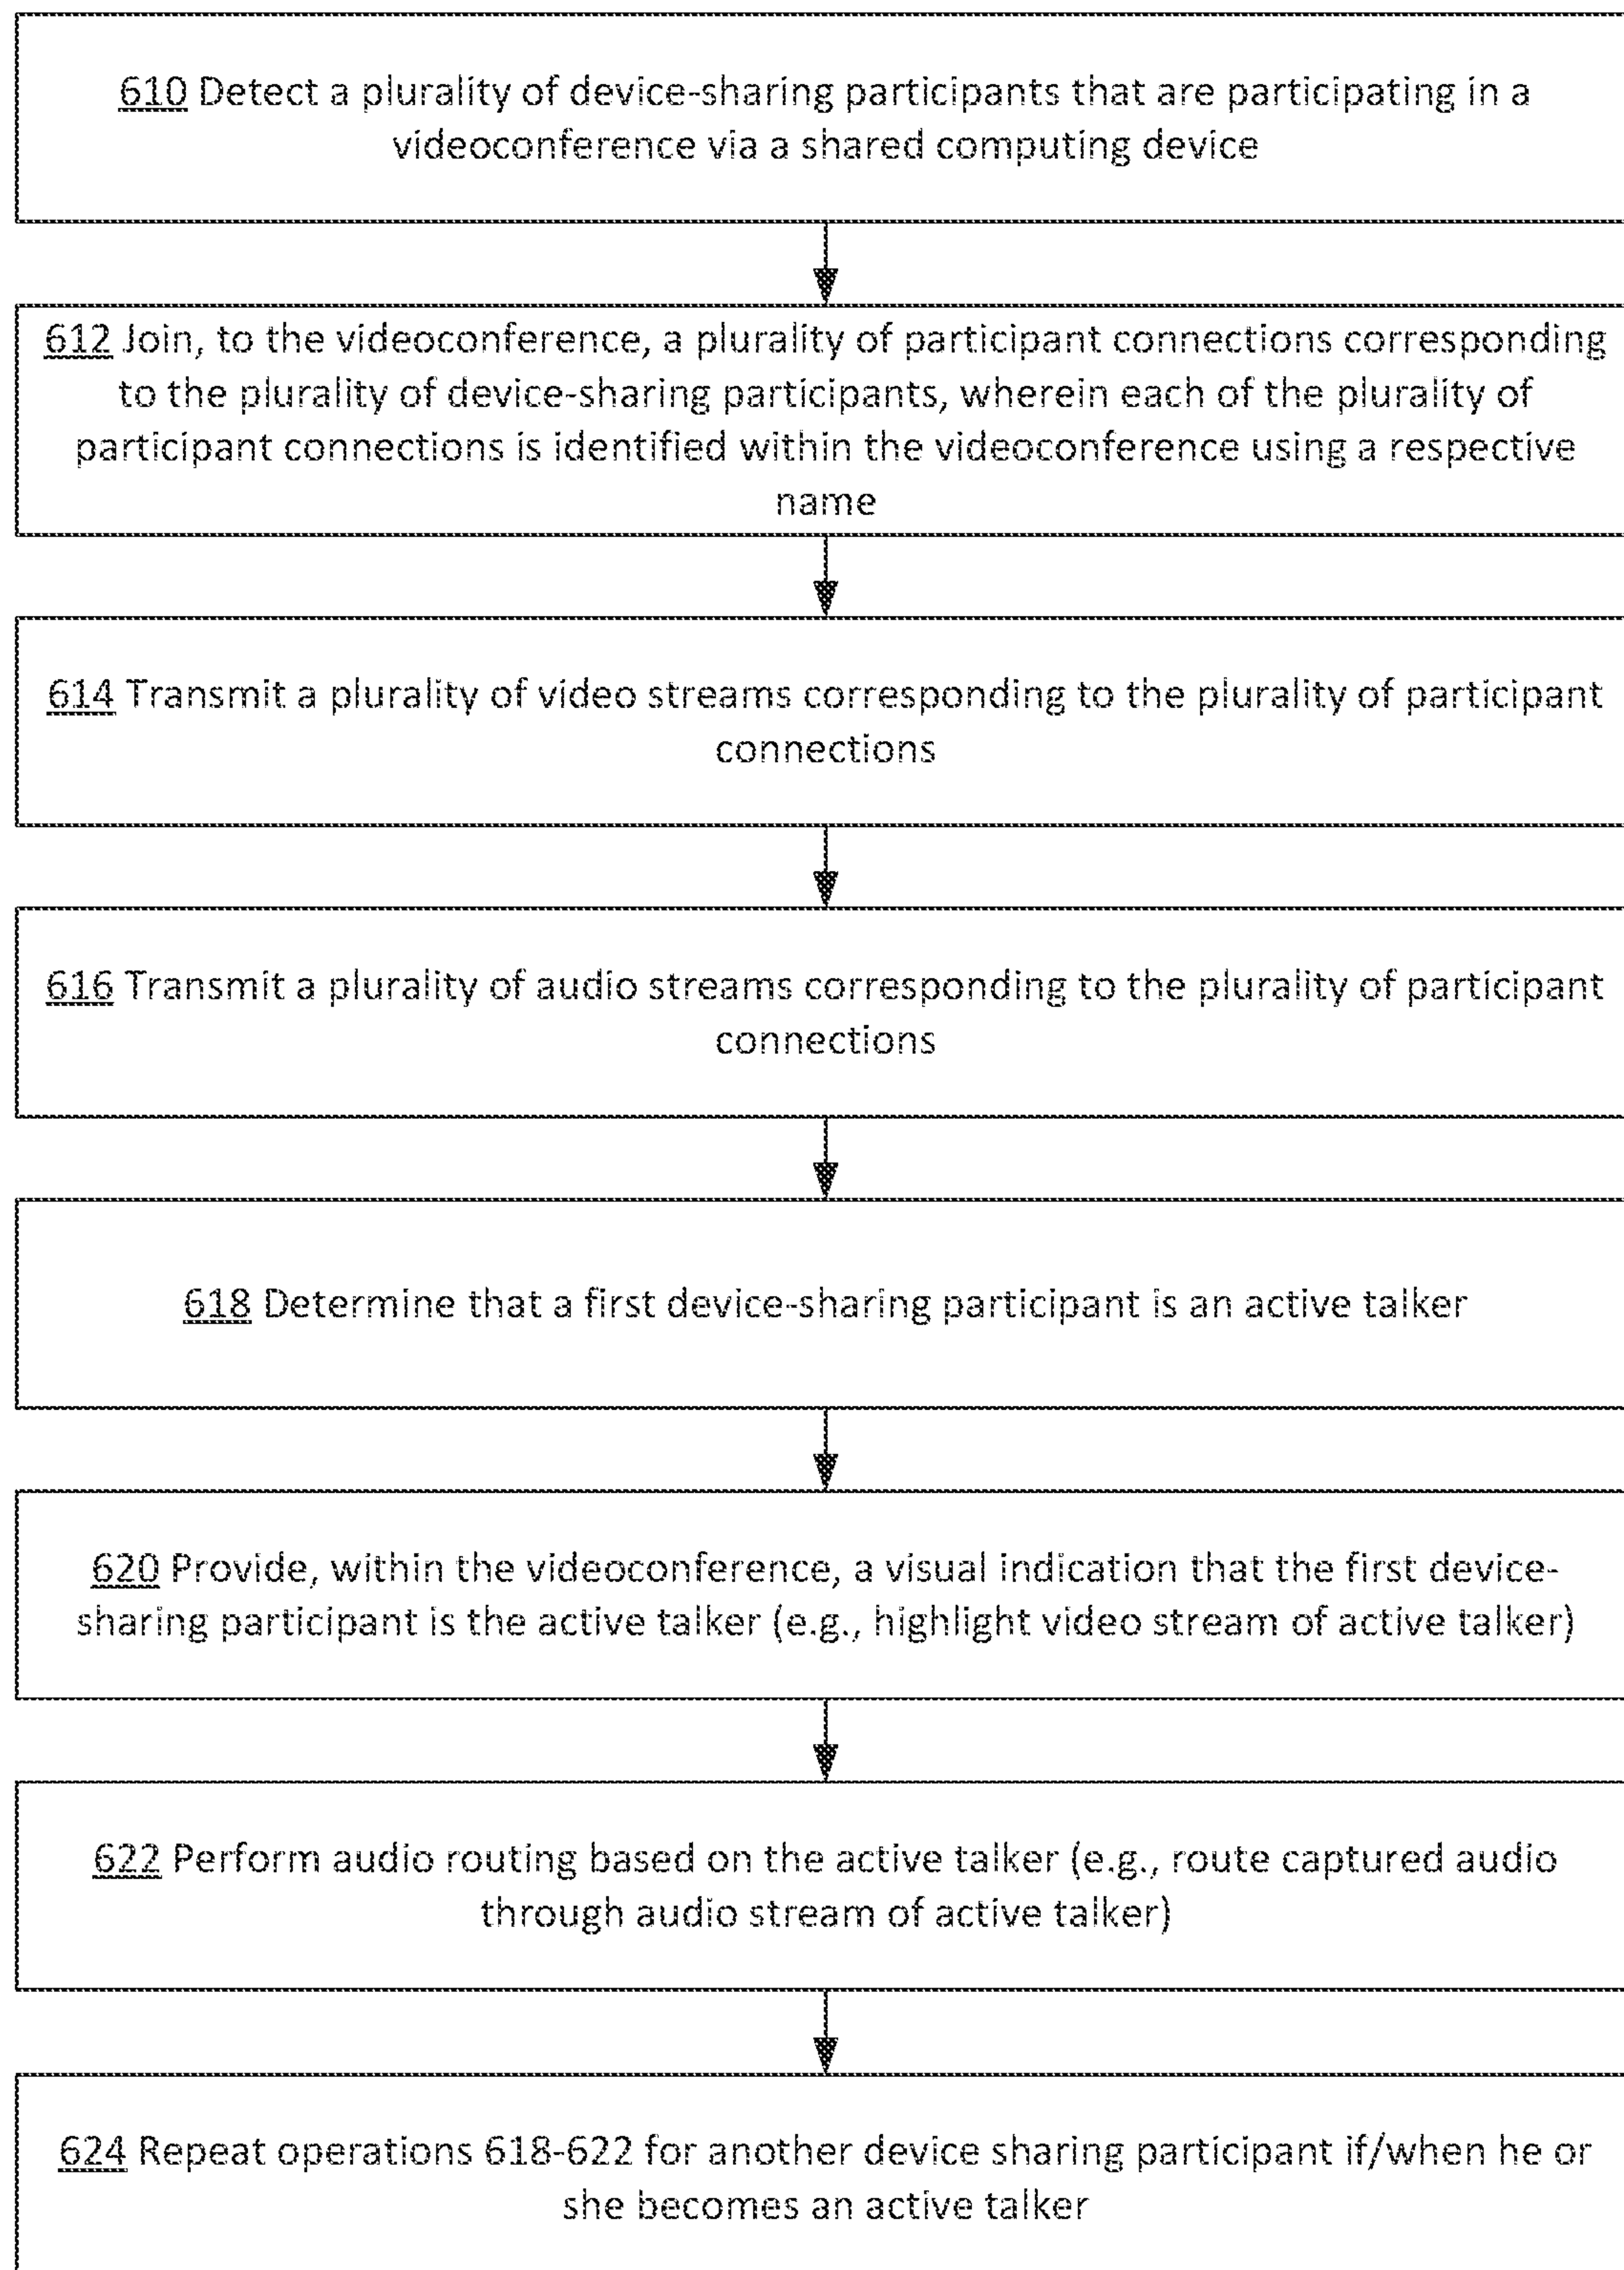 610 Detect a plurality of device-sharing participants that are participating in a
videoconference via a shared computing device
612 Join, to the videoconference, a plurality of participant connections corresponding
to the plurality of device-sharing participants, wherein each of the plurality of
participant connections is identified within the videoconference using a respective
name
614 Transmit a plurality of video streams corresponding to the plurality of participant
connections
616 Transmit a plurality of audio streams corresponding to the plurality of participant
connections
618 Determine that a first device-sharing participant is an active talker
620 Provide, within the videoconference, a visual indication that the first device-
sharing participant is the active talker (e.g., highlight video stream of active talker)
622 Perform audio routing based on the active talker (e.g., route captured audio
through audio stream of active talker)
624 Repeat operations 618-622 for another device sharing participant if/when he or
she becomes an active talker